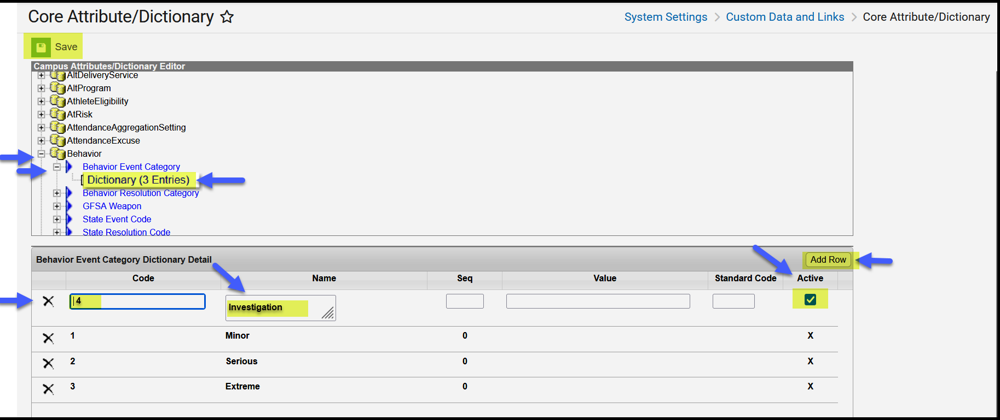 Core Attribute/Dictionary
System Settings > Custom Data and Links > Core Attribute/Dictionary
Save
Campus Attributes/Dictionary Editor
AltDeliveryService
AltProgram
AthleteEligibility
AtRisk
AttendanceAggregationSetting
AttendanceExcuse
Behavior
Behavior Event Category
Dictionary (3 Entries)
Behavior Resolution Category
GFSA Weapon
State Event Code
State Resolution Code
Behavior Event Category Dictionary Detail Add Row
Code Name Seq Value Standard Code Active
4 Investigation
1 Minor 0 X
2 Serious 0 X
3 Extreme 0 X